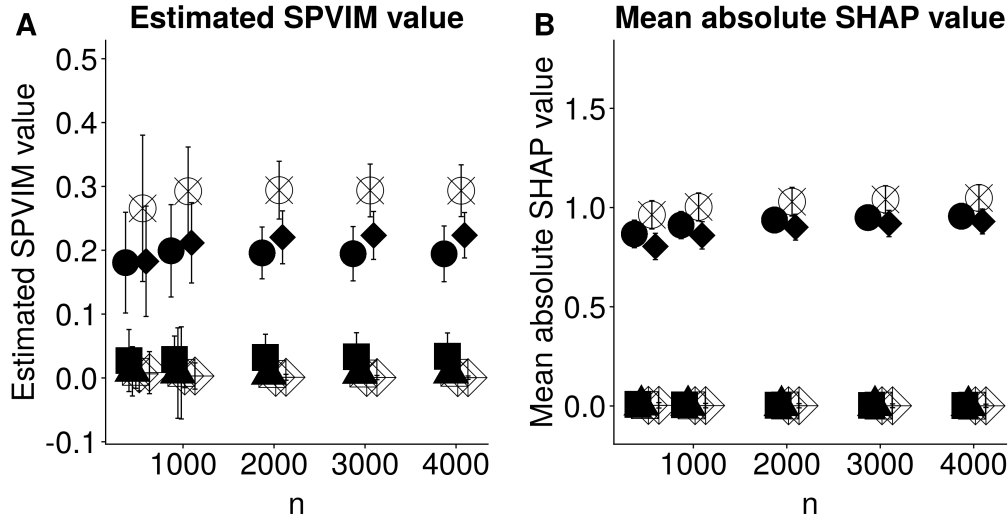 A Estimated SPVIM value
Estimated SPVIM value
0.5
0.4
0.3
0.2
0.1
0.0
-0.1
1000 2000 3000 4000
n
B Mean absolute SHAP value
Mean absolute SHAP value
1.5
1.0
0.5
0.0
1000 2000 3000 4000
n